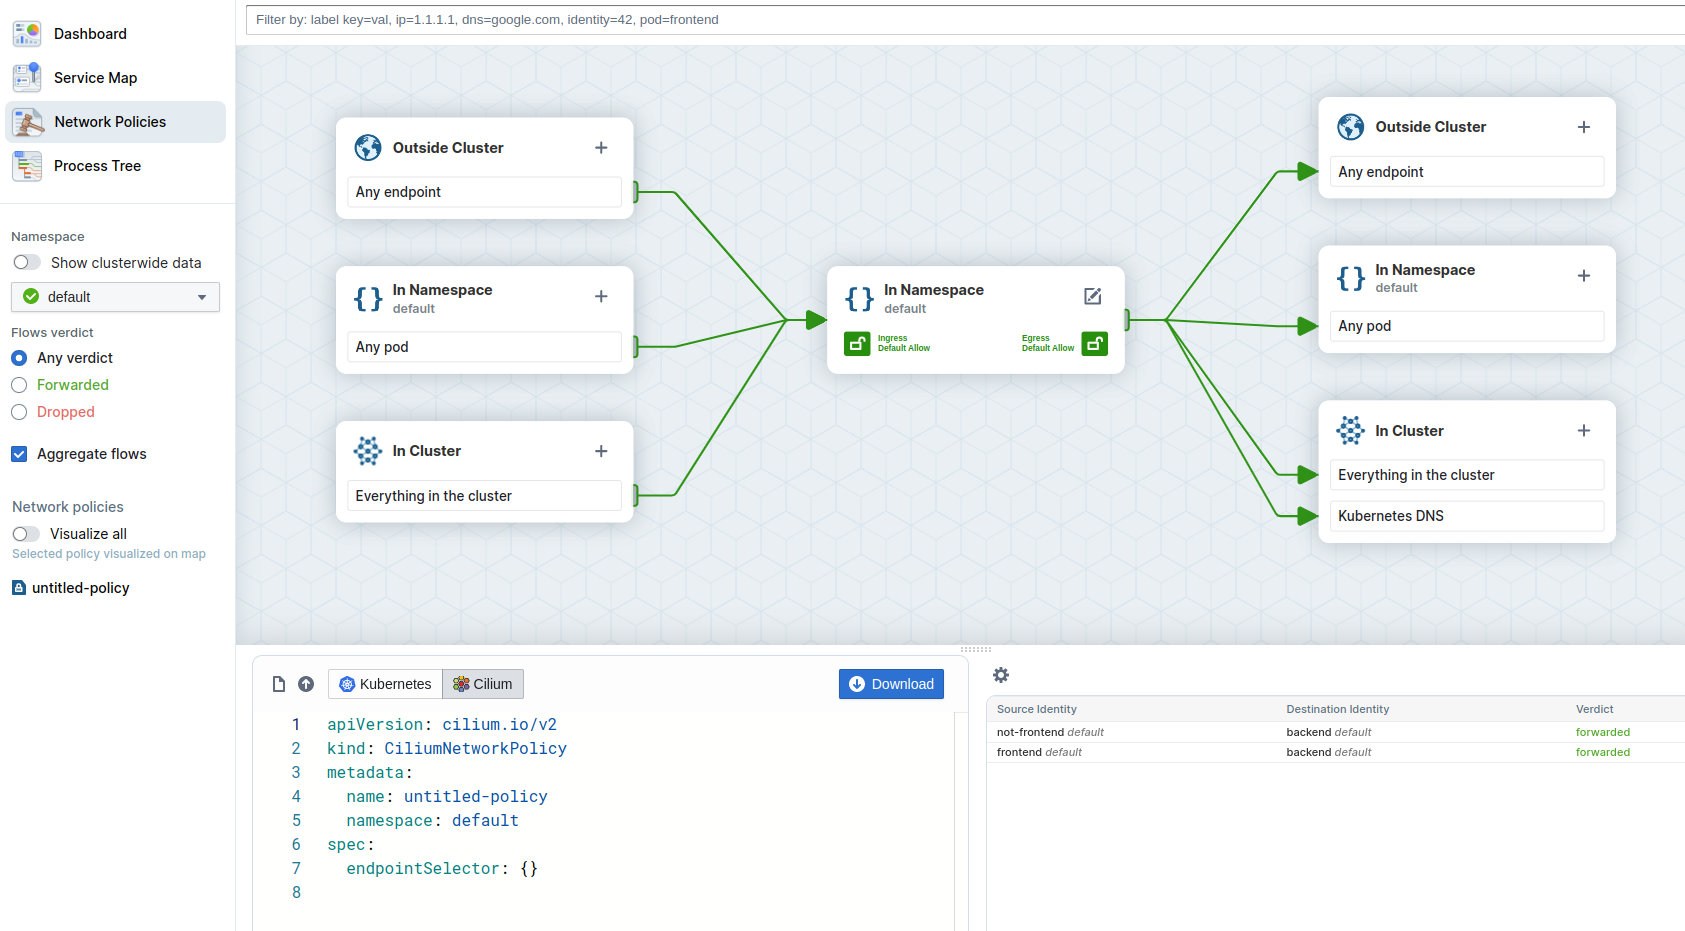 Dashboard
Service Map
Network Policies
Process Tree
Namespace
Show clusterwide data
default
Flows verdict
Any verdict
Forwarded
Dropped
Aggregate flows
Network policies
Visualize all
Selected policy visualized on map
untitled-policy
Filter by: label key=val, ip=1.1.1.1, dns=google.com, identity=42, pod=frontend
Outside Cluster
Any endpoint
In Namespace
default
Any pod
In Cluster
Everything in the cluster
In Namespace
default
Ingress
Default Allow
Egress
Default Allow
Outside Cluster
Any endpoint
In Namespace
default
Any pod
In Cluster
Everything in the cluster
Kubernetes DNS
Kubernetes
Cilium
Download
1 apiVersion: cilium.io/v2
2 kind: CiliumNetworkPolicy
3 metadata:
4 name: untitled-policy
5 namespace: default
6 spec:
7 endpointSelector: {}
8
Source Identity Destination Identity Verdict
not-frontend default backend default forwarded
frontend default backend default forwarded